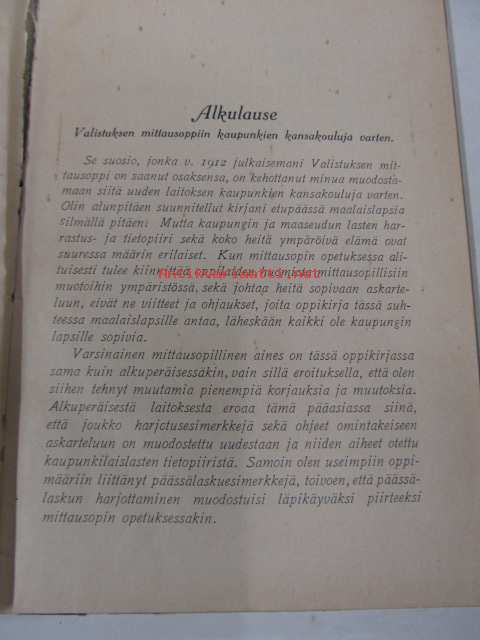 Alkulause
Valistuksen mittausoppiin kaupunkien kansakouluja varten.
Se suosio, jonka v. 1912 julkaisemani Valistuksen mit-
tausoppi on saanut osaksensa, on kehottanut minua muodosta-
maan siitä uuden laitoksen kaupunkien kansakouluja varten.
Olin alunpitäen suunnitellut kirjani etupäässä maalaislapsia
silmällä pitäen: Mutta kaupungin ja maaseudun lasten har-
rastus- ja tietopiiri sekä koko heitä ympäröivä elämä ovat
suuressa määrin erilaiset. Kun mittausopin opetuksessa ali-
tuisesti tulee kiinnittää oppilaiden huomiota mittausopillisiin
muotoihin ympäristössä, sekä johtaa heitä sopivaan askarte-
luun, eivät ne viitteet ja ohjaukset, joita oppikirja tässä suh-
teessa maalaislapsille antaa, läheskään kaikki ole kaupungin
lapsille sopivia.
Varsinainen mittausopillinen aines on tässä oppikirjassa
sama kuin alkuperäisessäkin, vain sillä eroituksella, että olen
siihen tehnyt muutamia pienempiä korjauksia ja muutoksia.
Alkuperäisestä laitoksesta eroaa tämä pääasiassa siinä,
että joukko harjotusesimerkkejä sekä ohjeet omintakeiseen
askarteluun on muodostettu uudestaan ja niiden aiheet otettu
kaupunkilaislasten tietopiiristä. Samoin olen useimpiin oppi-
määriin liittänyt päässälaskuesimerkkejä, toivoen, että päässä-
laskun harjottaminen muodostuisi läpikäyväksi piirteeksi
mittausopin opetuksessakin.